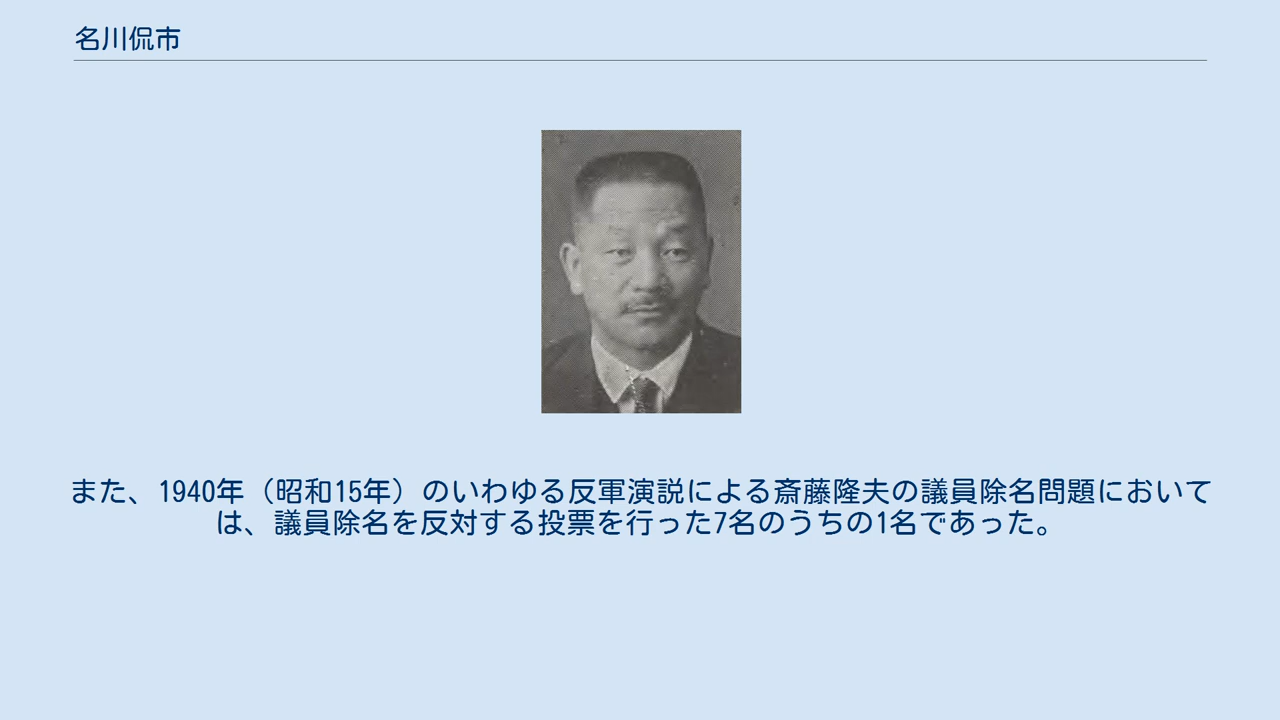 名川侃市
また、1940年（昭和15年）のいわゆる反軍演説による斎藤隆夫の議員除名問題において
は、議員除名を反対する投票を行った7名のうちの1名であった。